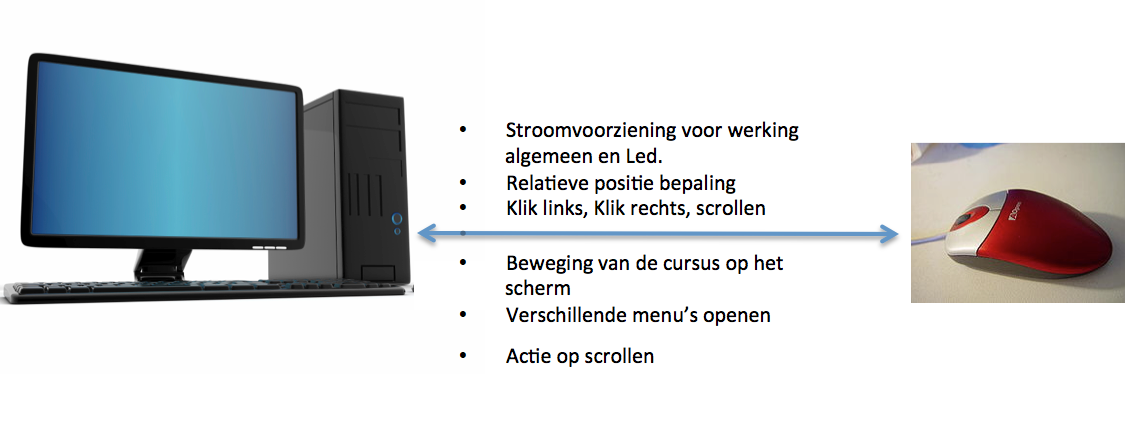 • Stroomvoorziening voor werking
algemeen en Led.
• Relatieve positie bepaling
• Klik links, Klik rechts, scrollen
•
• Beweging van de cursus op het
scherm
• Verschillende menu’s openen
• Actie op scrollen